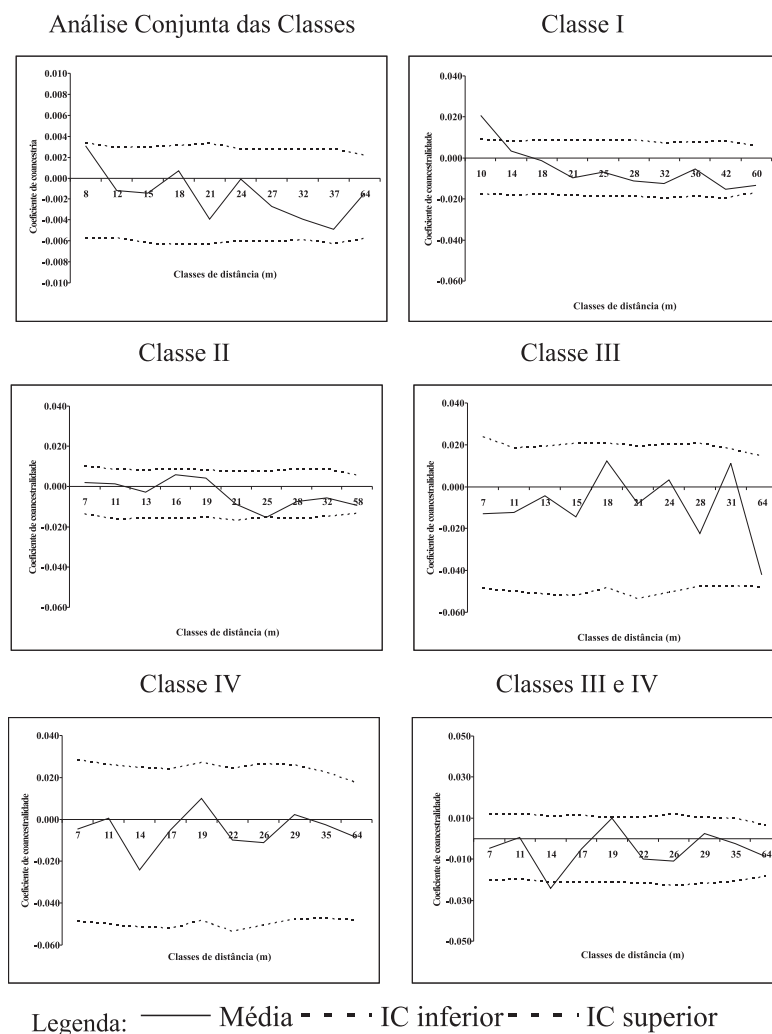 Análise Conjunta das Classes
Classe I
0.010
0.008
0.006
0.004
0.002
0.000
-0.002
-0.004
-0.006
-0.008
-0.010
Coeficiente de councestria
8 12 15 18 21 24 27 32 37 64
Classes de distância (m)
0.040
0.020
0.000
-0.020
-0.040
-0.060
Coeficiente de councestralidade
10 14 18 21 25 28 32 36 42 60
Classes de distância (m)
Classe II
Classe III
0.040
0.020
0.000
-0.020
-0.040
-0.060
Coeficiente de councestralidade
7 11 13 16 19 21 25 28 32 58
Classes de distância (m)
0.040
0.020
0.000
-0.020
-0.040
-0.060
Coeficiente de councestralidade
7 11 13 15 18 21 24 28 31 64
Classes de distância (m)
Classe IV
Classes III e IV
0.040
0.020
0.000
-0.020
-0.040
-0.060
Coeficiente de councestralidade
7 11 14 17 19 22 26 29 35 64
Classes de distância (m)
0.050
0.030
0.010
-0.010
-0.030
-0.050
Coeficiente de councestralidade
7 11 14 17 19 22 26 29 35 64
Classes de distância (m)
Legenda: Média IC inferior IC superior